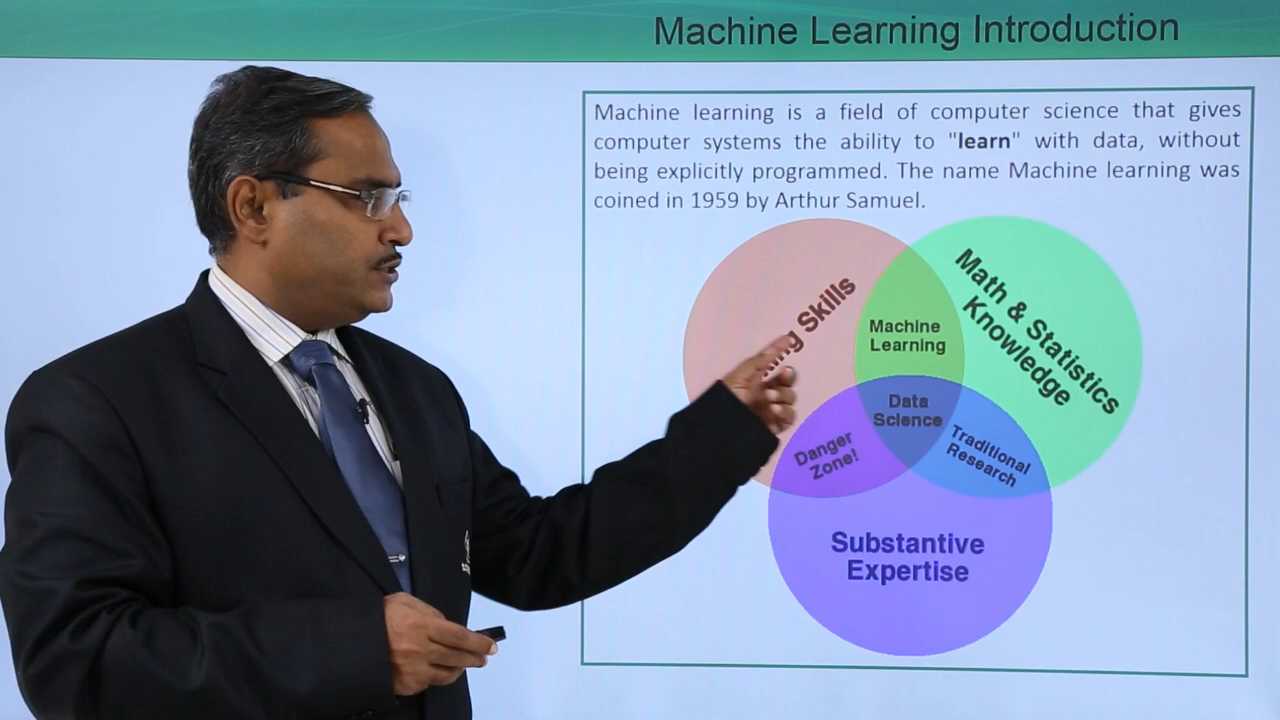 Machine Learning Introduction
Machine learning is a field of computer science that gives
computer systems the ability to "learn" with data, without
being explicitly programmed. The name Machine learning was
coined in 1959 by Arthur Samuel.
Skills
Math & Statistics
Knowledge
Machine
Learning
Data
Science
Danger
Zone!
Traditional
Research
Substantive
Expertise